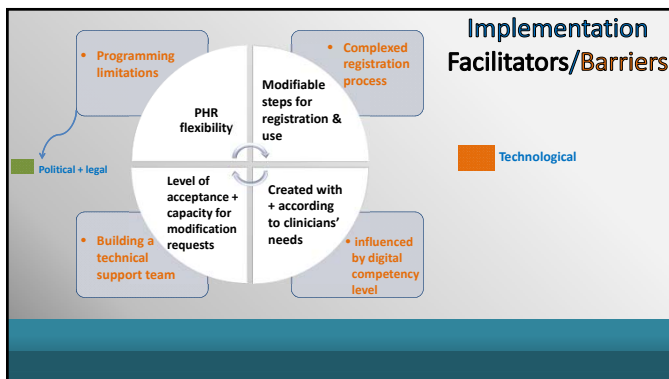 Implementation
Facilitators/Barriers
• Programming
limitations
• Complexed
registration
process
PHR
flexibility
Modifiable
steps for
registration &
use
Political + legal
Technological
Level of
acceptance +
capacity for
modification
requests
Created with
+ according
to clinicians’
needs
• Building a
technical
support team
• influenced
by digital
competency
level